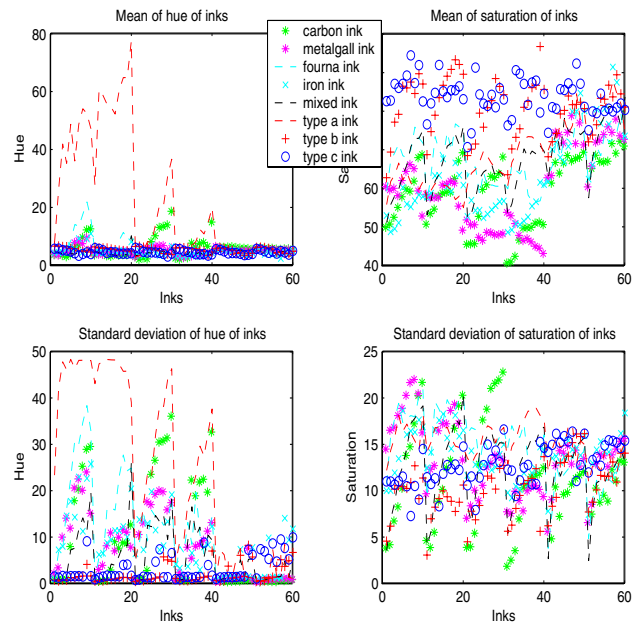 Mean of hue of inks
Mean of saturation of inks
carbon ink
metalgall ink
fourna ink
iron ink
mixed ink
type a ink
type b ink
type c ink
80
60
40
20
0
Hue
0 20 40 60
Inks
60
50
40
0 20 40 60
Inks
Standard deviation of hue of inks
Standard deviation of saturation of inks
50
40
30
20
10
0
Hue
0 20 40 60
Inks
25
20
15
10
5
0
Saturation
0 20 40 60
Inks